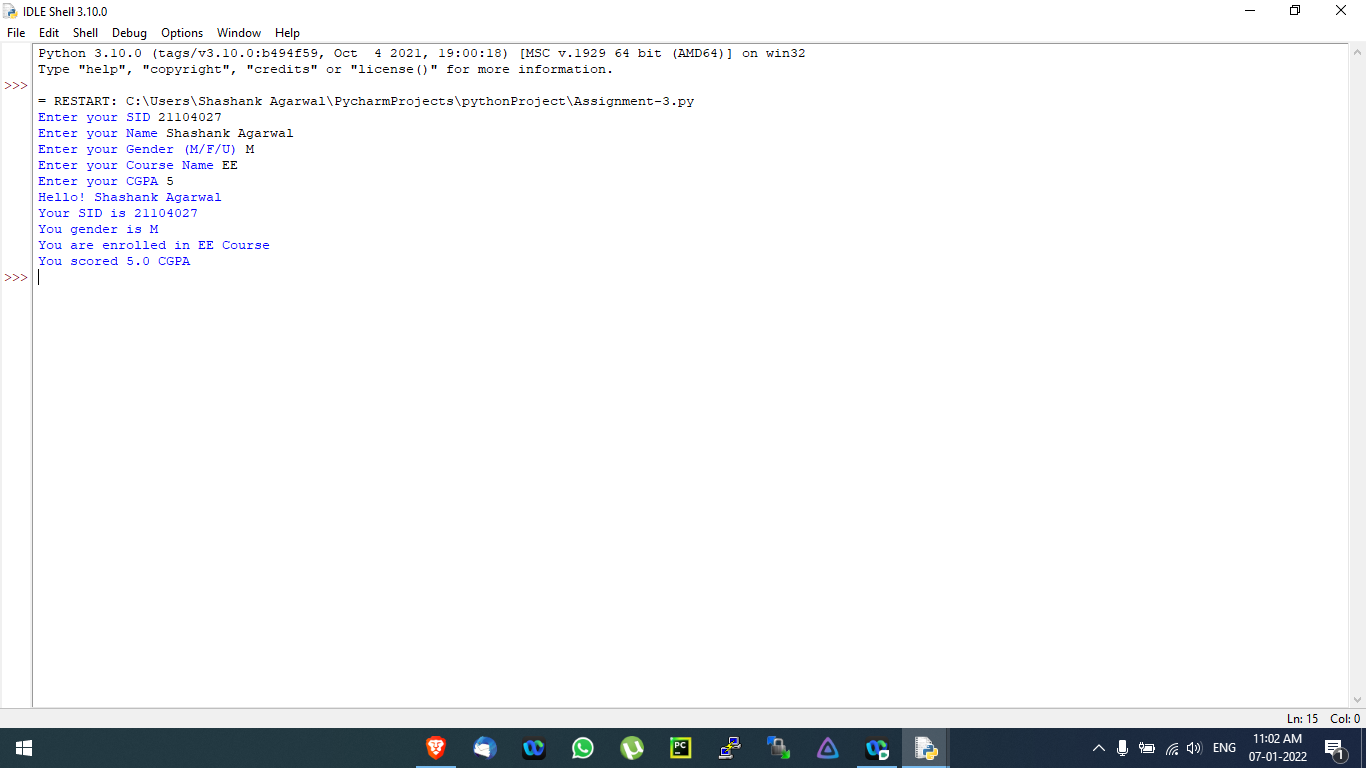 IDLE Shell 3.10.0
File Edit Shell Debug Options Window Help
Python 3.10.0 (tags/v3.10.0:b494f59, Oct  4 2021, 19:00:18) [MSC v.1929 64 bit (AMD64)] on win32
Type "help", "copyright", "credits" or "license()" for more information.
>>>
= RESTART: C:\Users\Shashank Agarwal\PycharmProjects\pythonProject\Assignment-3.py
Enter your SID 21104027
Enter your Name Shashank Agarwal
Enter your Gender (M/F/U) M
Enter your Course Name EE
Enter your CGPA 5
Hello! Shashank Agarwal
Your SID is 21104027
You gender is M
You are enrolled in EE Course
You scored 5.0 CGPA
>>>
Ln: 15 Col: 0
PC
ENG
11:02 AM
07-01-2022
1